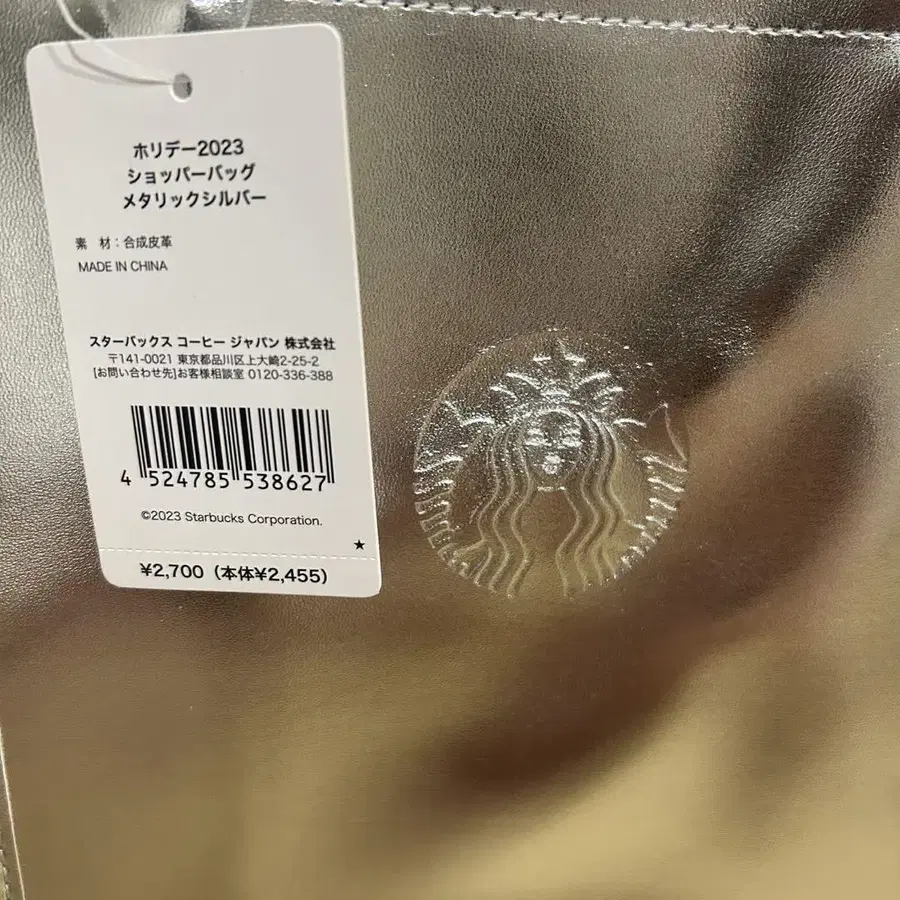 ホリデー2023
ショッパーバッグ
メタリックシルバー
素　材：合成皮革
MADE IN CHINA
スターバックス コーヒー ジャパン 株式会社
〒141-0021 東京都品川区上大崎2-25-2
[お問い合わせ先]お客様相談室 0120-336-388
4 524785 538627
©2023 Starbucks Corporation.
★
¥2,700（本体¥2,455）